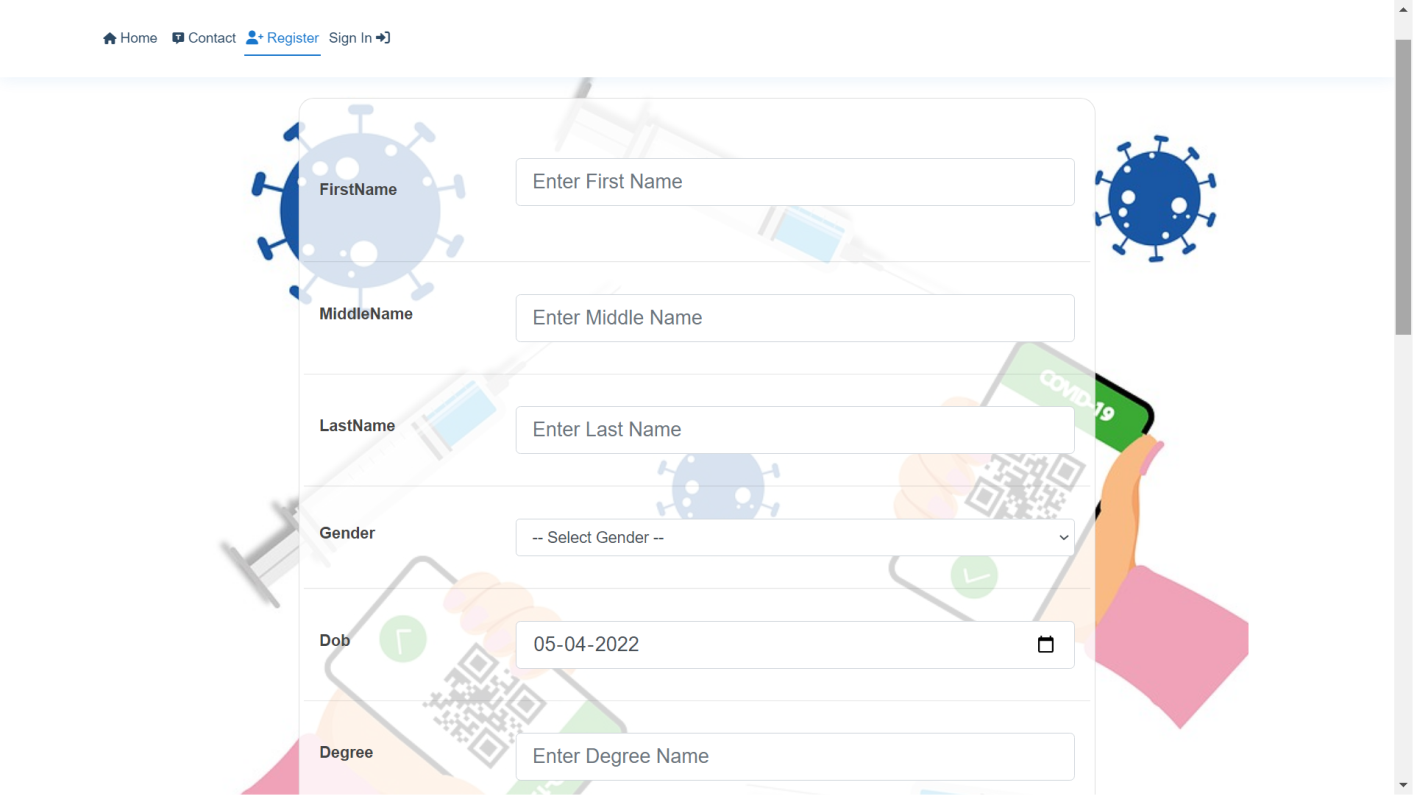 Home Contact Register Sign In
FirstName Enter First Name
MiddleName Enter Middle Name
COVID-19
LastName Enter Last Name
Gender -- Select Gender --
Dob 05-04-2022
Degree Enter Degree Name